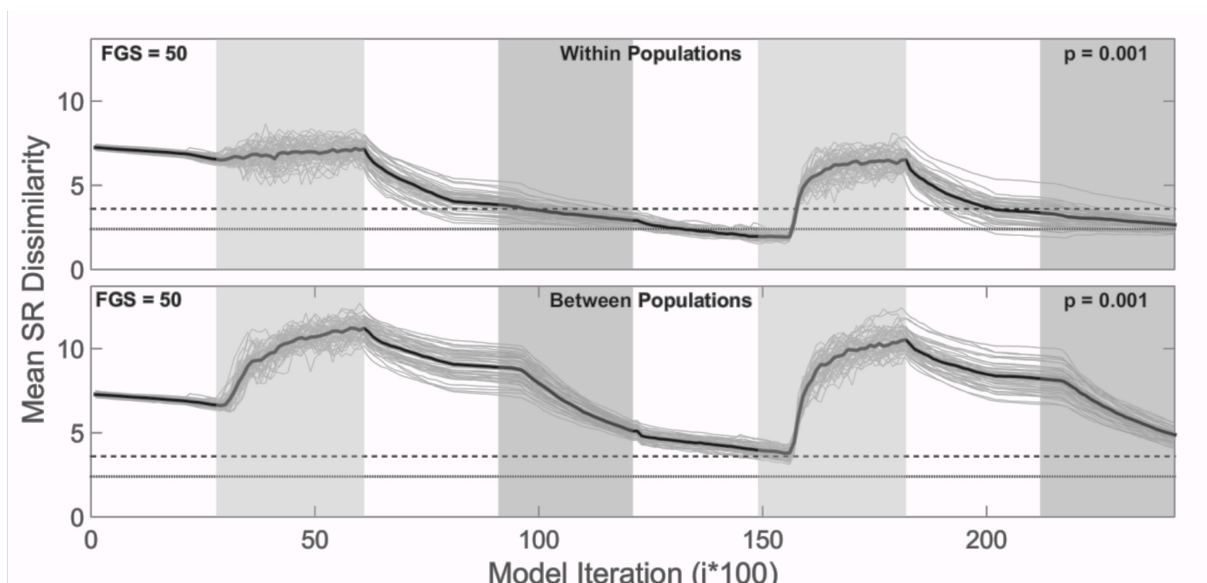 FGS = 50 Within Populations p = 0.001
10
5
0
Mean SR Dissimilarity
FGS = 50 Between Populations p = 0.001
10
5
0
0 50 100 150 200
Model Iteration (i*100)